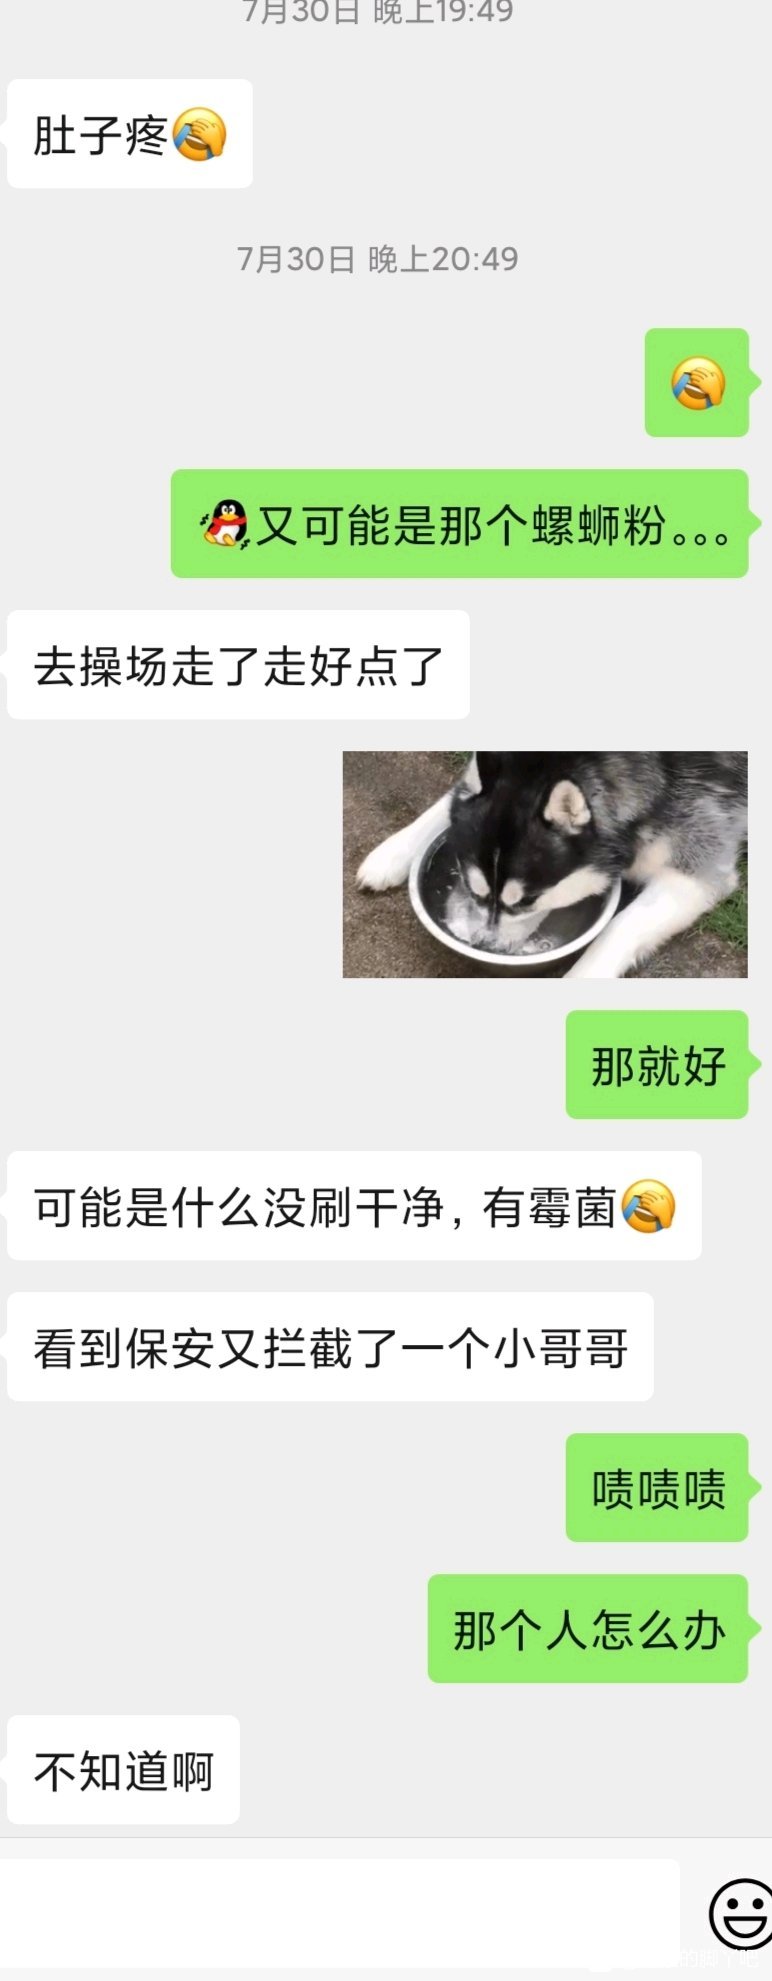 7月30日 晚上19:49
肚子疼🤦
7月30日 晚上20:49
🤦
🐧又可能是那个螺蛳粉。。。
去操场走了走好点了
那就好
可能是什么没刷干净，有霉菌🤦
看到保安又拦截了一个小哥哥
啧啧啧
那个人怎么办
不知道啊
的脚丫吧